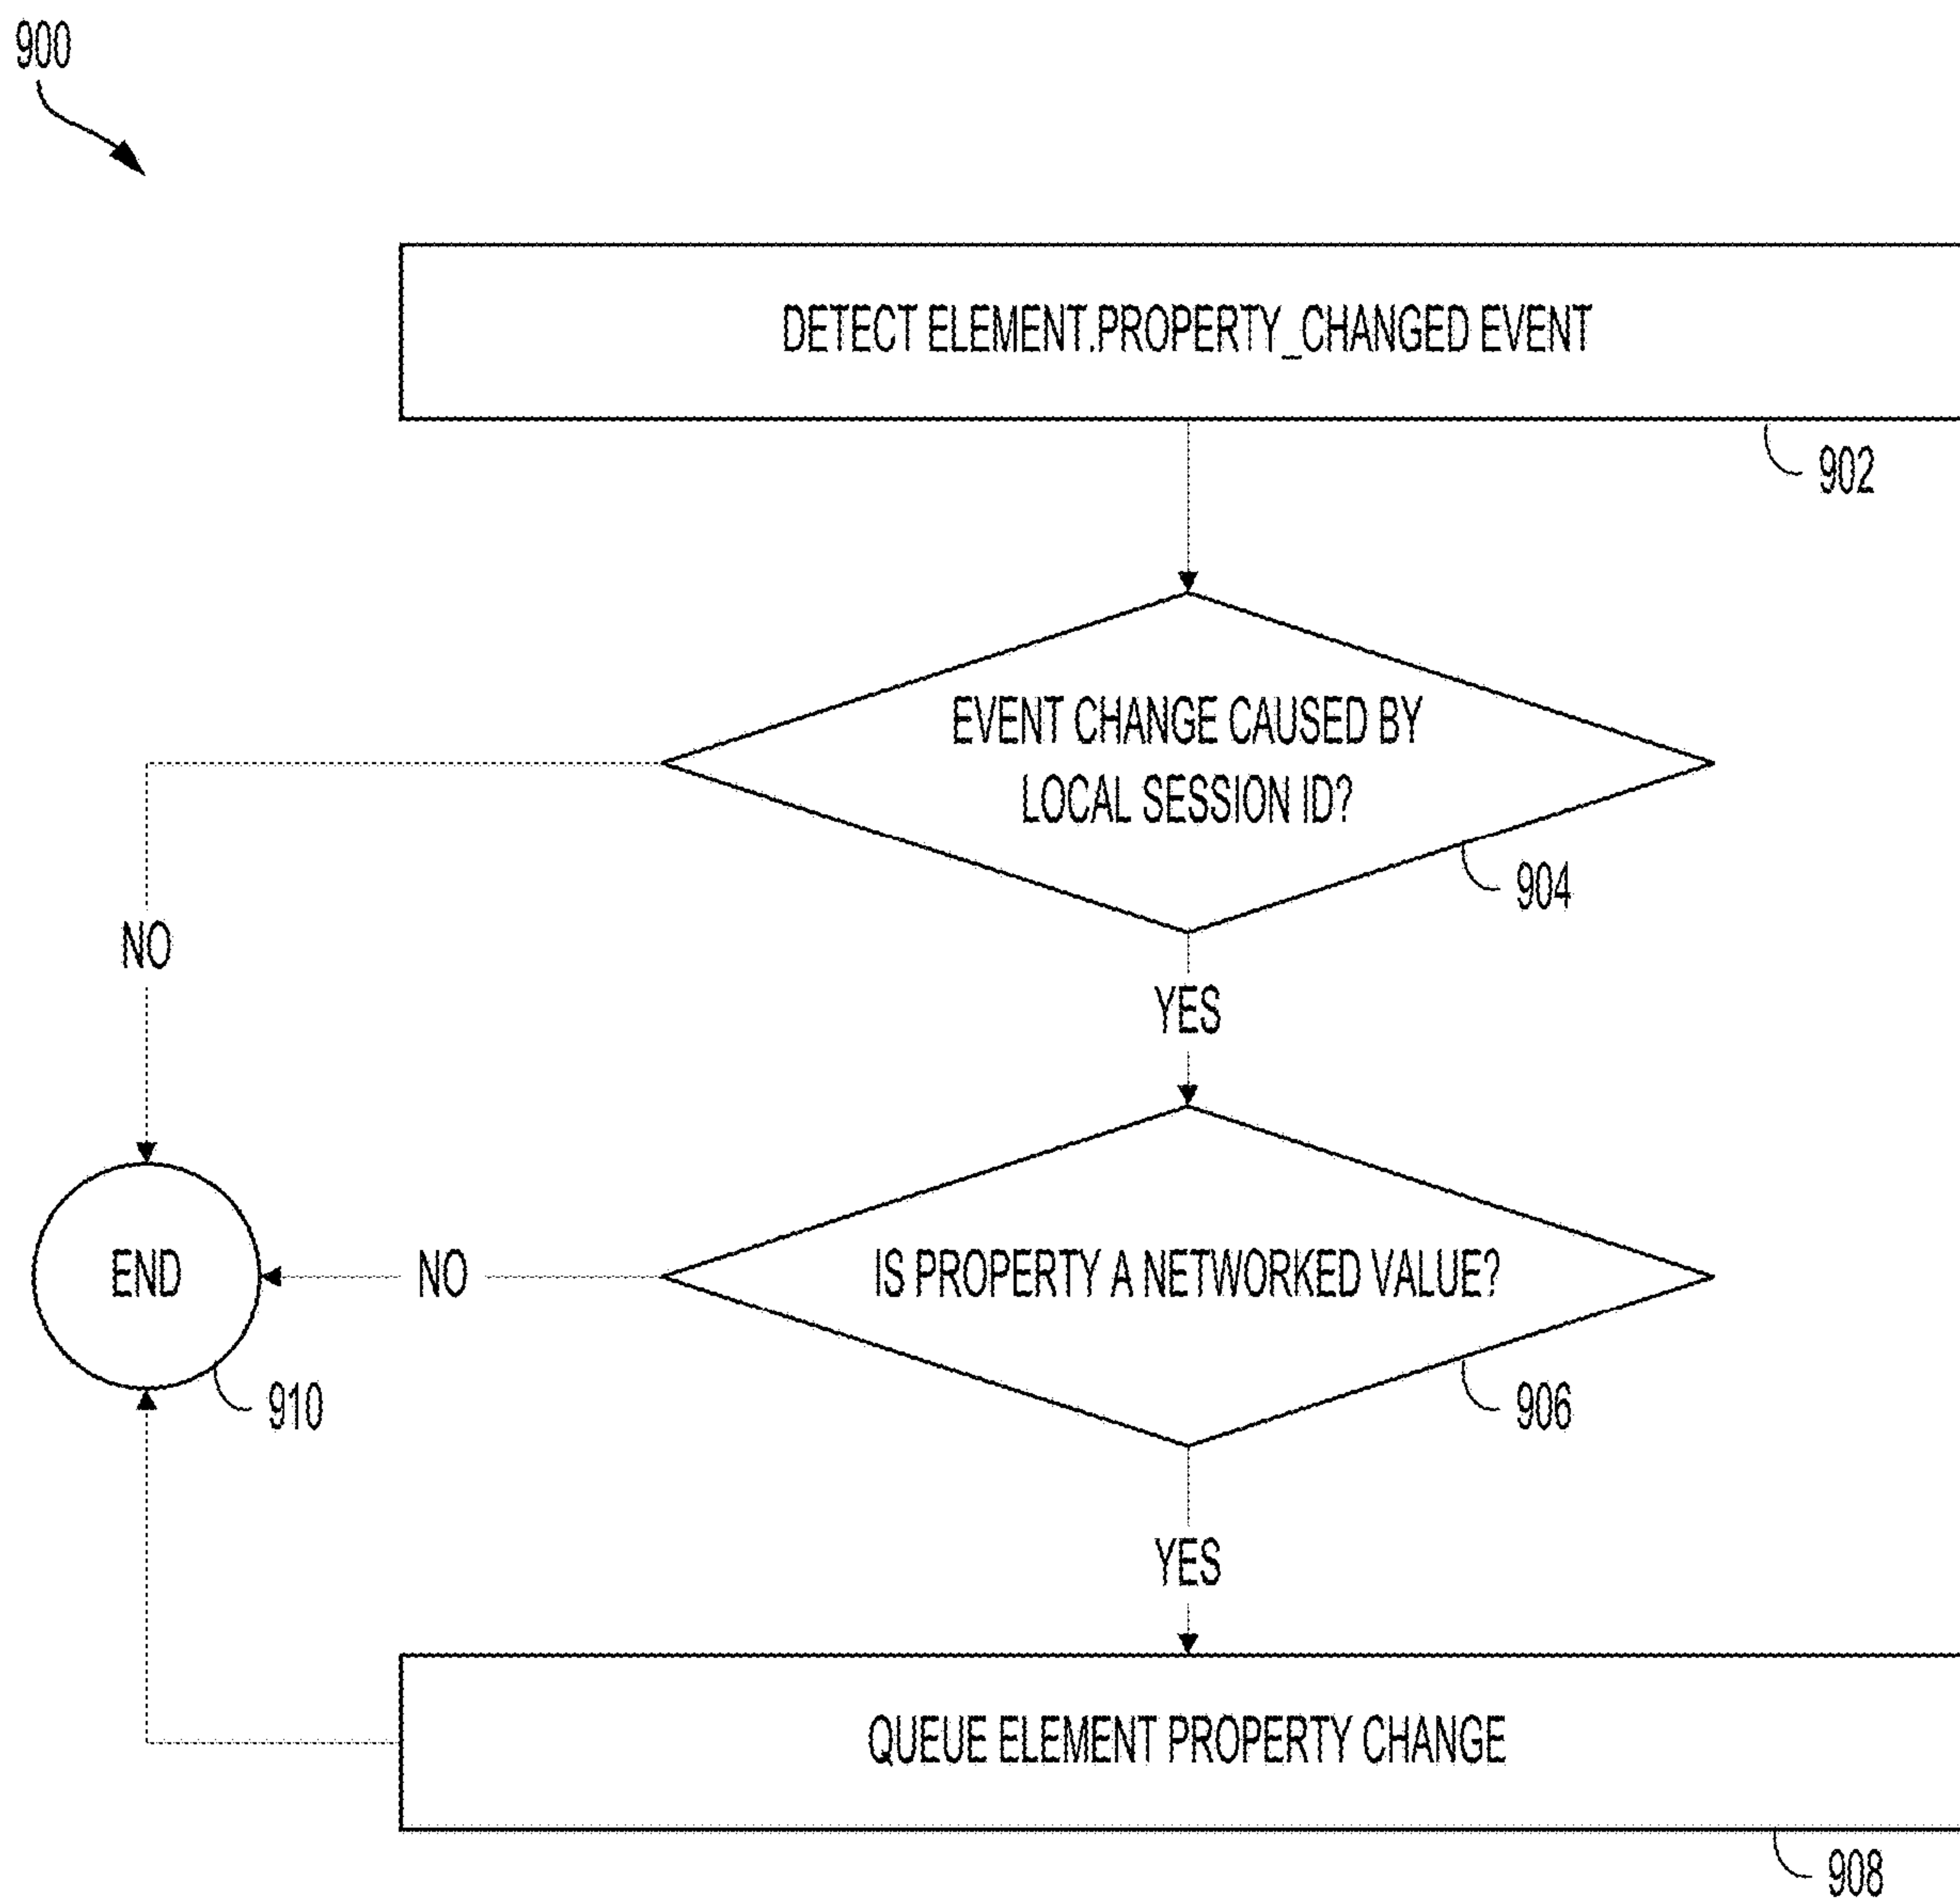 900
DETECT ELEMENT.PROPERTY_CHANGED EVENT
902
EVENT CHANGE CAUSED BY
LOCAL SESSION ID?
904
NO
YES
END
NO
IS PROPERTY A NETWORKED VALUE?
910
906
YES
QUEUE ELEMENT PROPERTY CHANGE
908